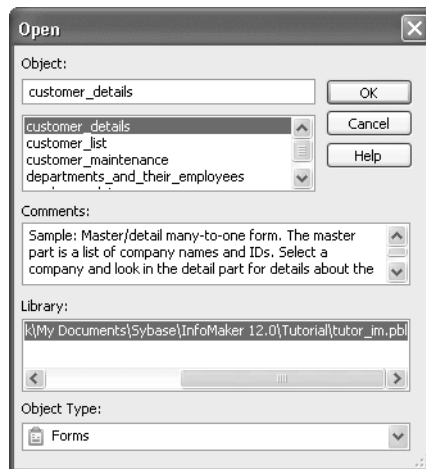 Open
Object:
customer_details
OK
customer_details
customer_list
customer_maintenance
departments_and_their_employees
Cancel
Help
Comments:
Sample: Master/detail many-to-one form. The master
part is a list of company names and IDs. Select a
company and look in the detail part for details about the
Library:
k\My Documents\Sybase\InfoMaker 12.0\Tutorial\tutor_im.pbl
Object Type:
Forms